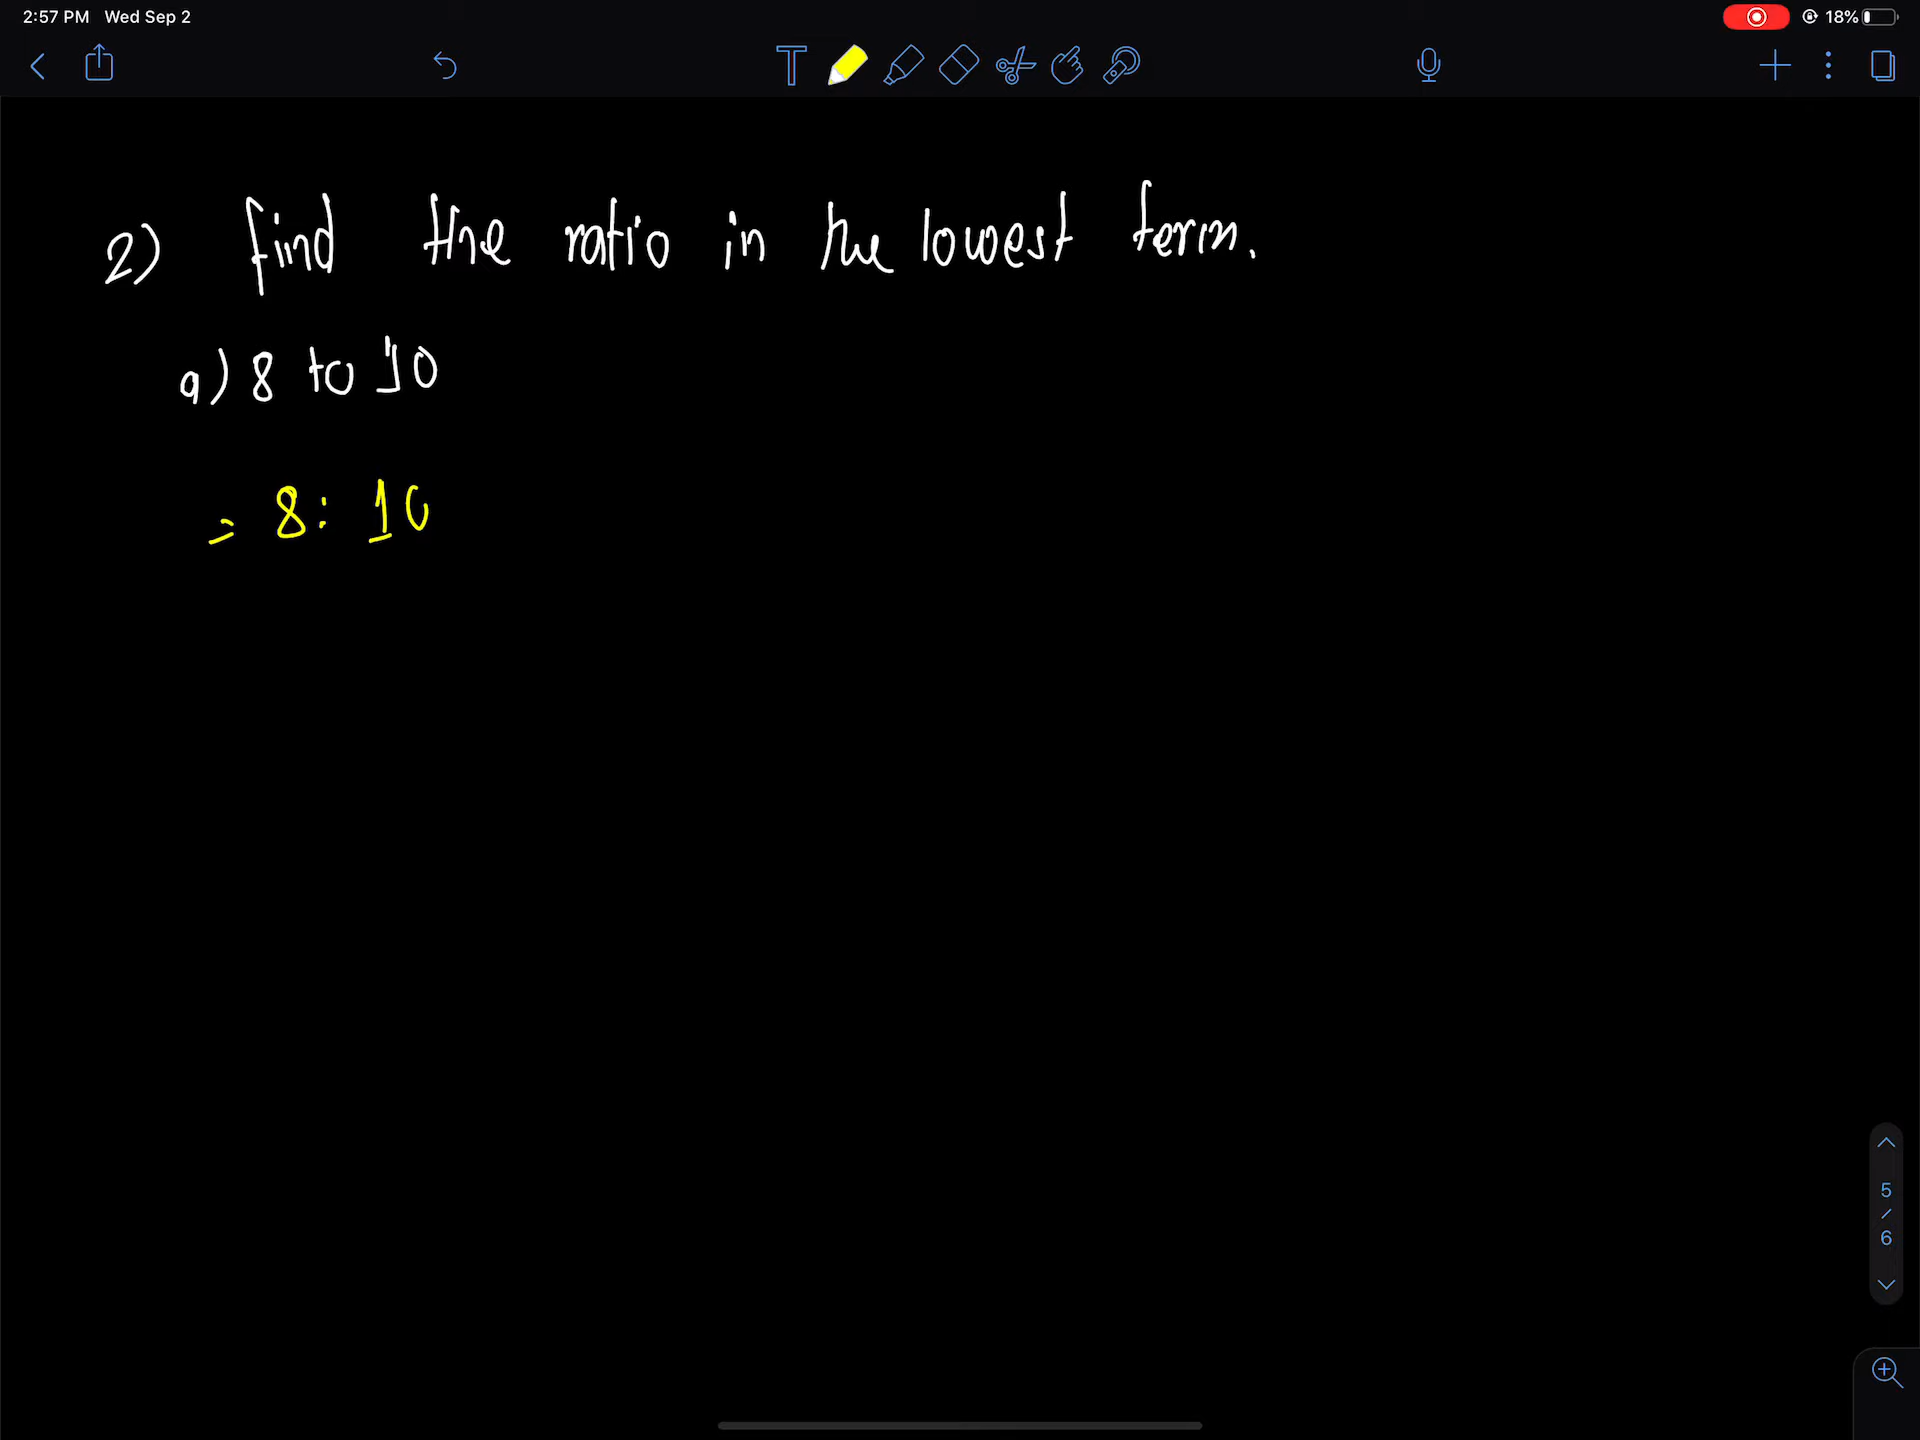 2:57 PM Wed Sep 2
18%
2) find the ratio in the lowest term.
a) 8 to 10
= 8: 10
5
/
6